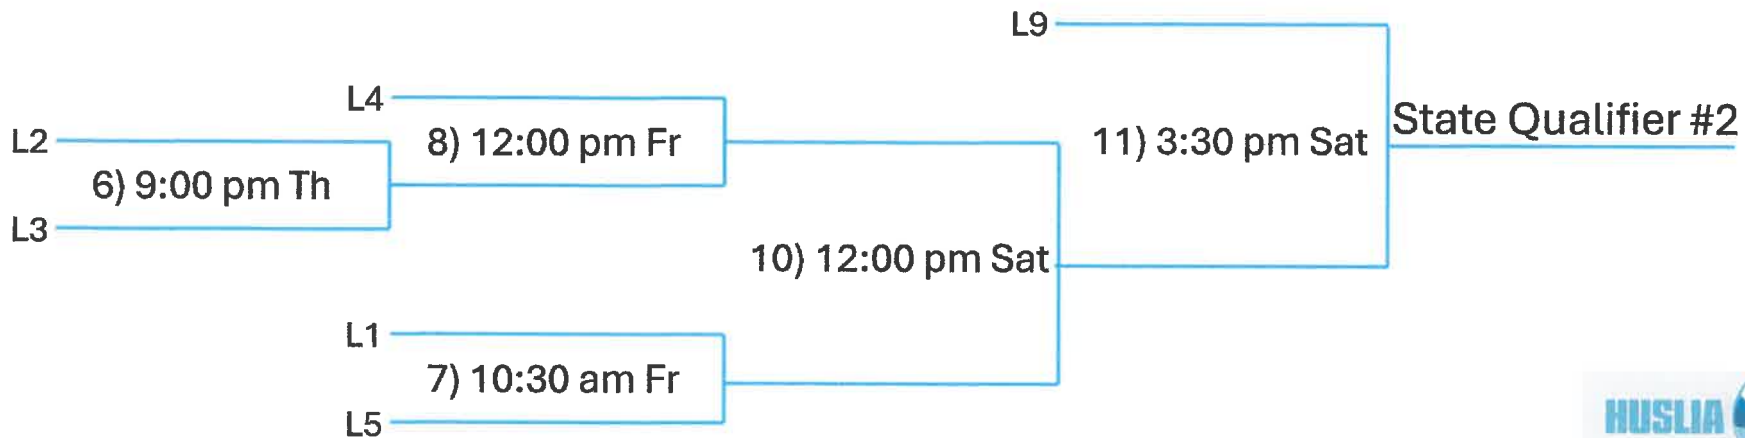 L9
L4
L2
8) 12:00 pm Fr
11) 3:30 pm Sat
State Qualifier #2
6) 9:00 pm Th
L3
10) 12:00 pm Sat
L1
7) 10:30 am Fr
L5
HUSLIA